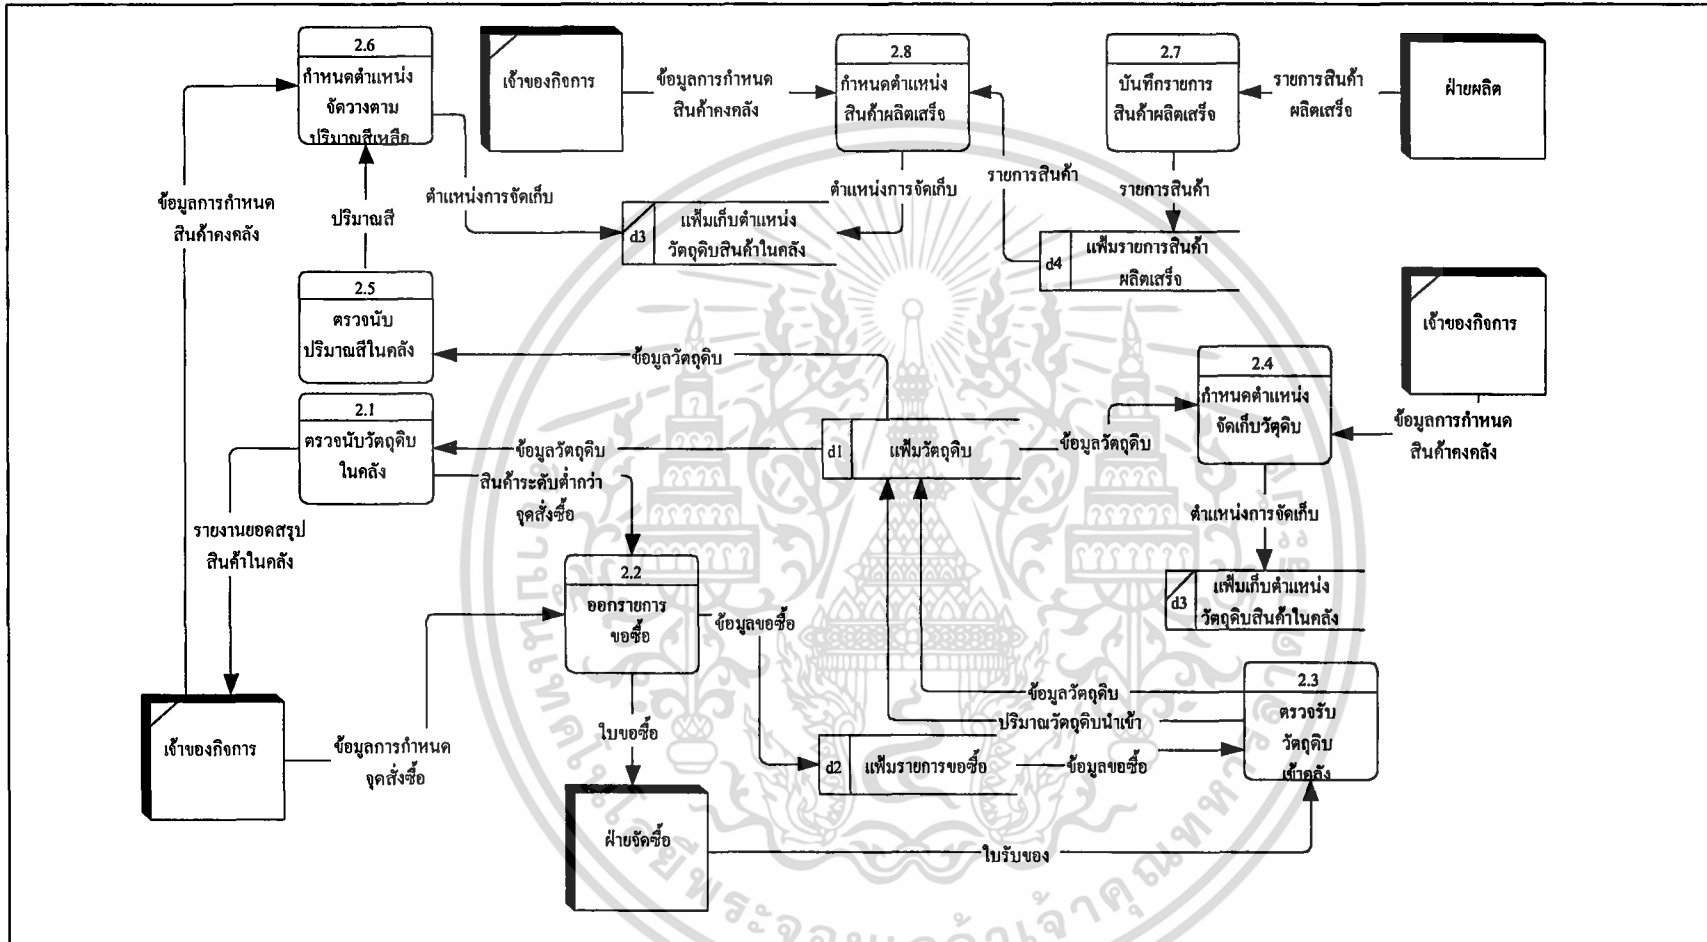 2.6
กำหนดตำแหน่ง
จัดวางตาม
ปริมาณสีเหลือ
เจ้าของกิจการ
ข้อมูลการกำหนด
สินค้าคงคลัง
2.8
กำหนดตำแหน่ง
สินค้าผลิตเสร็จ
2.7
บันทึกรายการ
สินค้าผลิตเสร็จ
รายการสินค้า
ผลิตเสร็จ
ฝ่ายผลิต
ข้อมูลการกำหนด
สินค้าคงคลัง
ปริมาณสี
ตำแหน่งการจัดเก็บ
ตำแหน่งการจัดเก็บ
รายการสินค้า
รายการสินค้า
d3
แฟ้มเก็บตำแหน่ง
วัตถุดิบสินค้าในคลัง
d4
แฟ้มรายการสินค้า
ผลิตเสร็จ
2.5
ตรวจนับ
ปริมาณสีในคลัง
ข้อมูลวัตถุดิบ
เจ้าของกิจการ
2.4
กำหนดตำแหน่ง
จัดเก็บวัตุดิบ
ข้อมูลการกำหนด
สินค้าคงคลัง
2.1
ตรวจนับวัตถุดิบ
ในคลัง
ข้อมูลวัตถุดิบ
d1
แฟ้มวัตถุดิบ
ข้อมูลวัตถุดิบ
สินค้าระดับต่ำกว่า
จุดสั่งซื้อ
ตำแหน่งการจัดเก็บ
รายงานยอดสรุป
สินค้าในคลัง
2.2
ออกรายการ
ขอซื้อ
ข้อมูลขอซื้อ
d3
แฟ้มเก็บตำแหน่ง
วัตถุดิบสินค้าในคลัง
2.3
ตรวจรับ
วัตถุดิบ
เข้าคลัง
ข้อมูลวัตถุดิบ
ปริมาณวัตถุดิบนำเข้า
เจ้าของกิจการ
ข้อมูลการกำหนด
จุดสั่งซื้อ
ใบขอซื้อ
d2
แฟ้มรายการขอซื้อ
ข้อมูลขอซื้อ
ฝ่ายจัดซื้อ
ใบรับของ